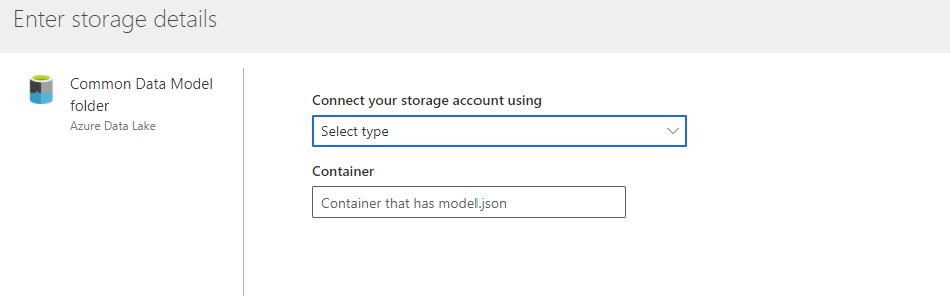 Enter storage details
Common Data Model
folder
Azure Data Lake
Connect your storage account using
Select type
Container
Container that has model.json